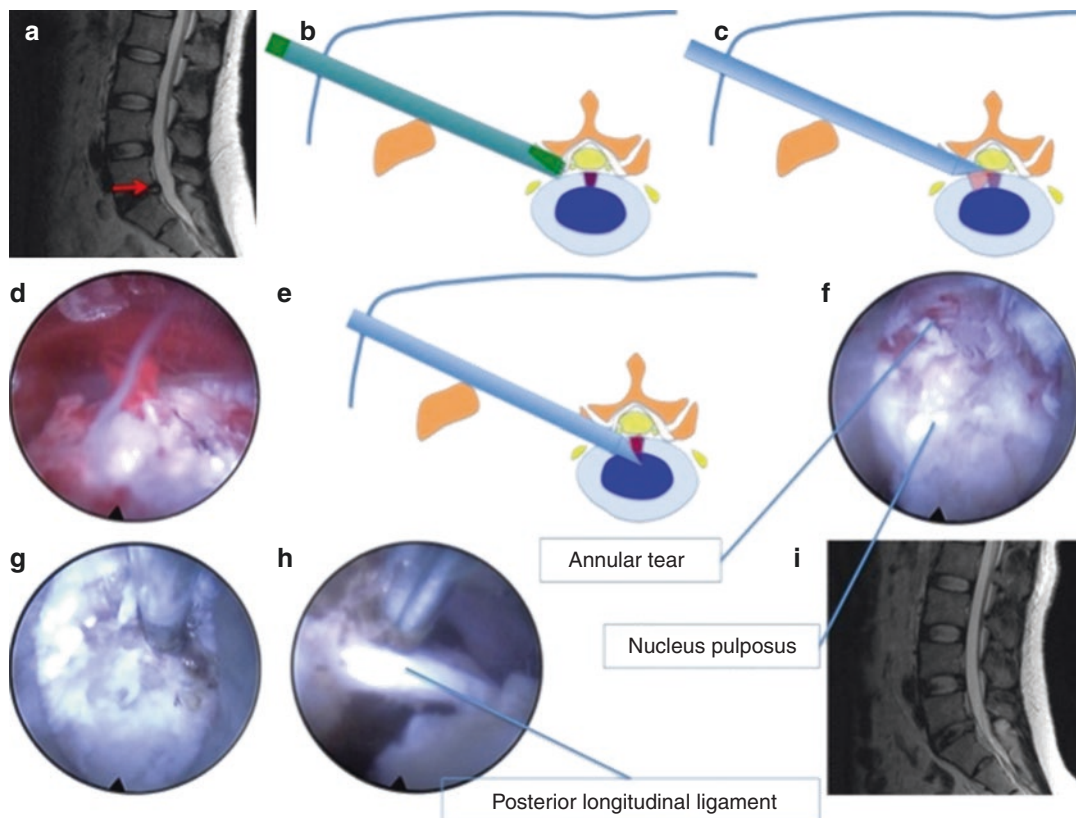 a
b
c
d
e
f
Annular tear
g
h
i
Nucleus pulposus
Posterior longitudinal ligament